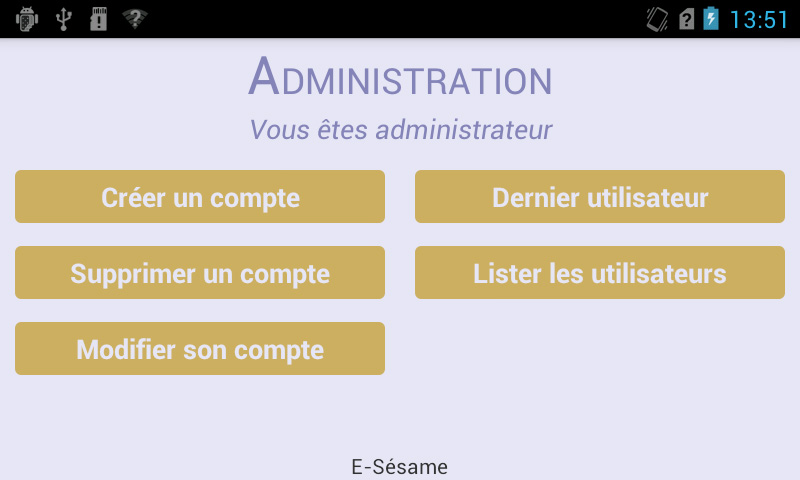 13:51
ADMINISTRATION
Vous êtes administrateur
Créer un compte
Dernier utilisateur
Supprimer un compte
Lister les utilisateurs
Modifier son compte
E-Sésame